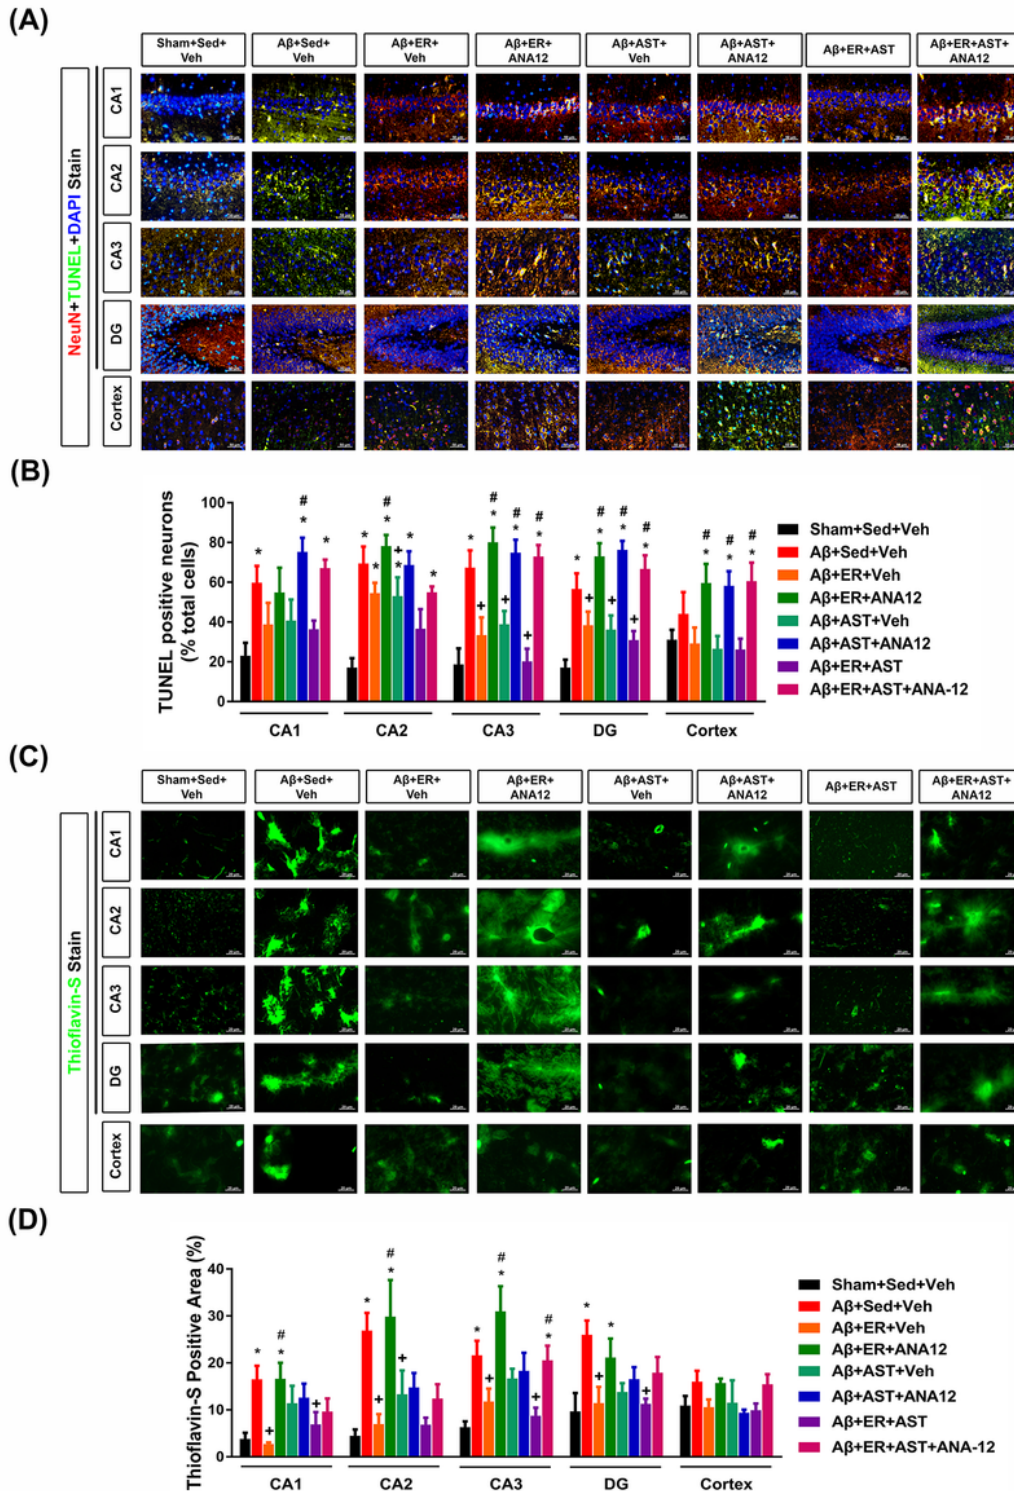 (A)
Sham+Sed+
Veh
Aβ+Sed+
Veh
Aβ+ER+
Veh
Aβ+ER+
ANA12
Aβ+AST+
Veh
Aβ+AST+
ANA12
Aβ+ER+AST
Aβ+ER+AST+
ANA12
NeuN+TUNEL+DAPI Stain
CA1
CA2
CA3
DG
Cortex
(B)
TUNEL positive neurons
(% total cells)
100
80
60
40
20
0
# * * * # * * * + * * * # * # * # * + + + * # * # * # * + + + * # * # * # *
CA1
CA2
CA3
DG
Cortex
Sham+Sed+Veh
Aβ+Sed+Veh
Aβ+ER+Veh
Aβ+ER+ANA12
Aβ+AST+Veh
Aβ+AST+ANA12
Aβ+ER+AST
Aβ+ER+AST+ANA-12
(C)
Sham+Sed+
Veh
Aβ+Sed+
Veh
Aβ+ER+
Veh
Aβ+ER+
ANA12
Aβ+AST+
Veh
Aβ+AST+
ANA12
Aβ+ER+AST
Aβ+ER+AST+
ANA12
Thioflavin-S Stain
CA1
CA2
CA3
DG
Cortex
(D)
Thioflavin-S Positive Area (%)
40
30
20
10
0
CA1
CA2
CA3
DG
Cortex
Sham+Sed+Veh
Aβ+Sed+Veh
Aβ+ER+Veh
Aβ+ER+ANA12
Aβ+AST+Veh
Aβ+AST+ANA12
Aβ+ER+AST
Aβ+ER+AST+ANA-12